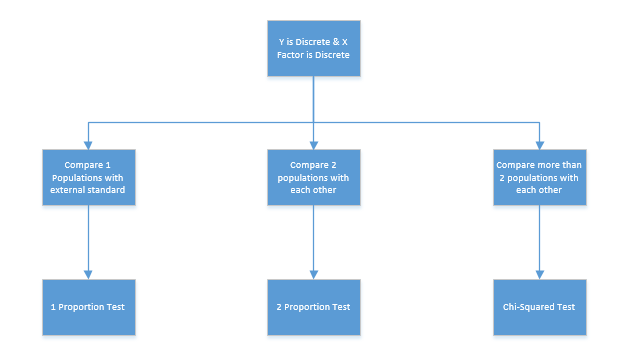 Y is Discrete & X
Factor is Discrete
Compare 1
Populations with
external standard
Compare 2
populations with
each other
Compare more than
2 populations with
each other
1 Proportion Test
2 Proportion Test
Chi-Squared Test